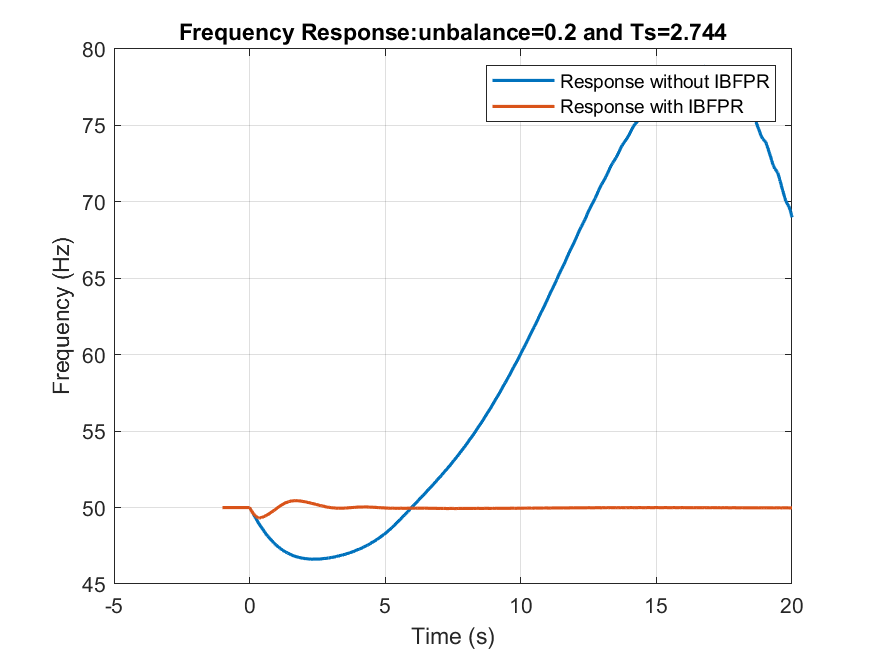 Frequency Response:unbalance=0.2 and Ts=2.744
80
75
70
65
60
55
50
45
Frequency (Hz)
Response without IBFPR
Response with IBFPR
-5 0 5 10 15 20
Time (s)